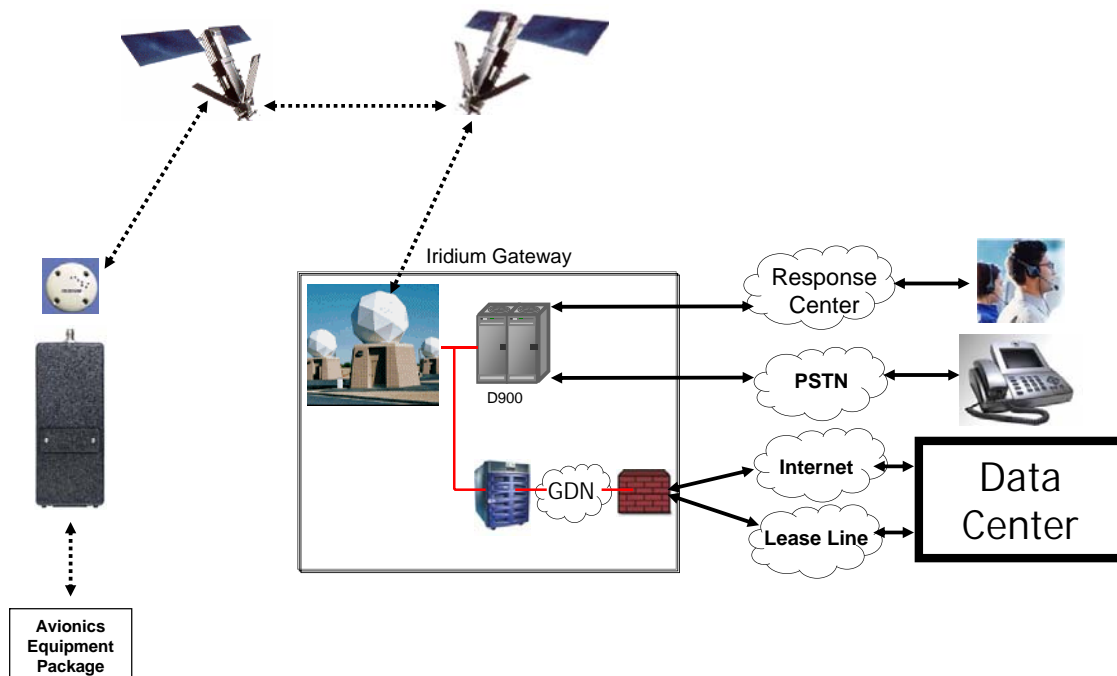 Iridium Gateway
Response
Center
D900
PSTN
Internet
GDN
Lease Line
Data
Center
Avionics
Equipment
Package